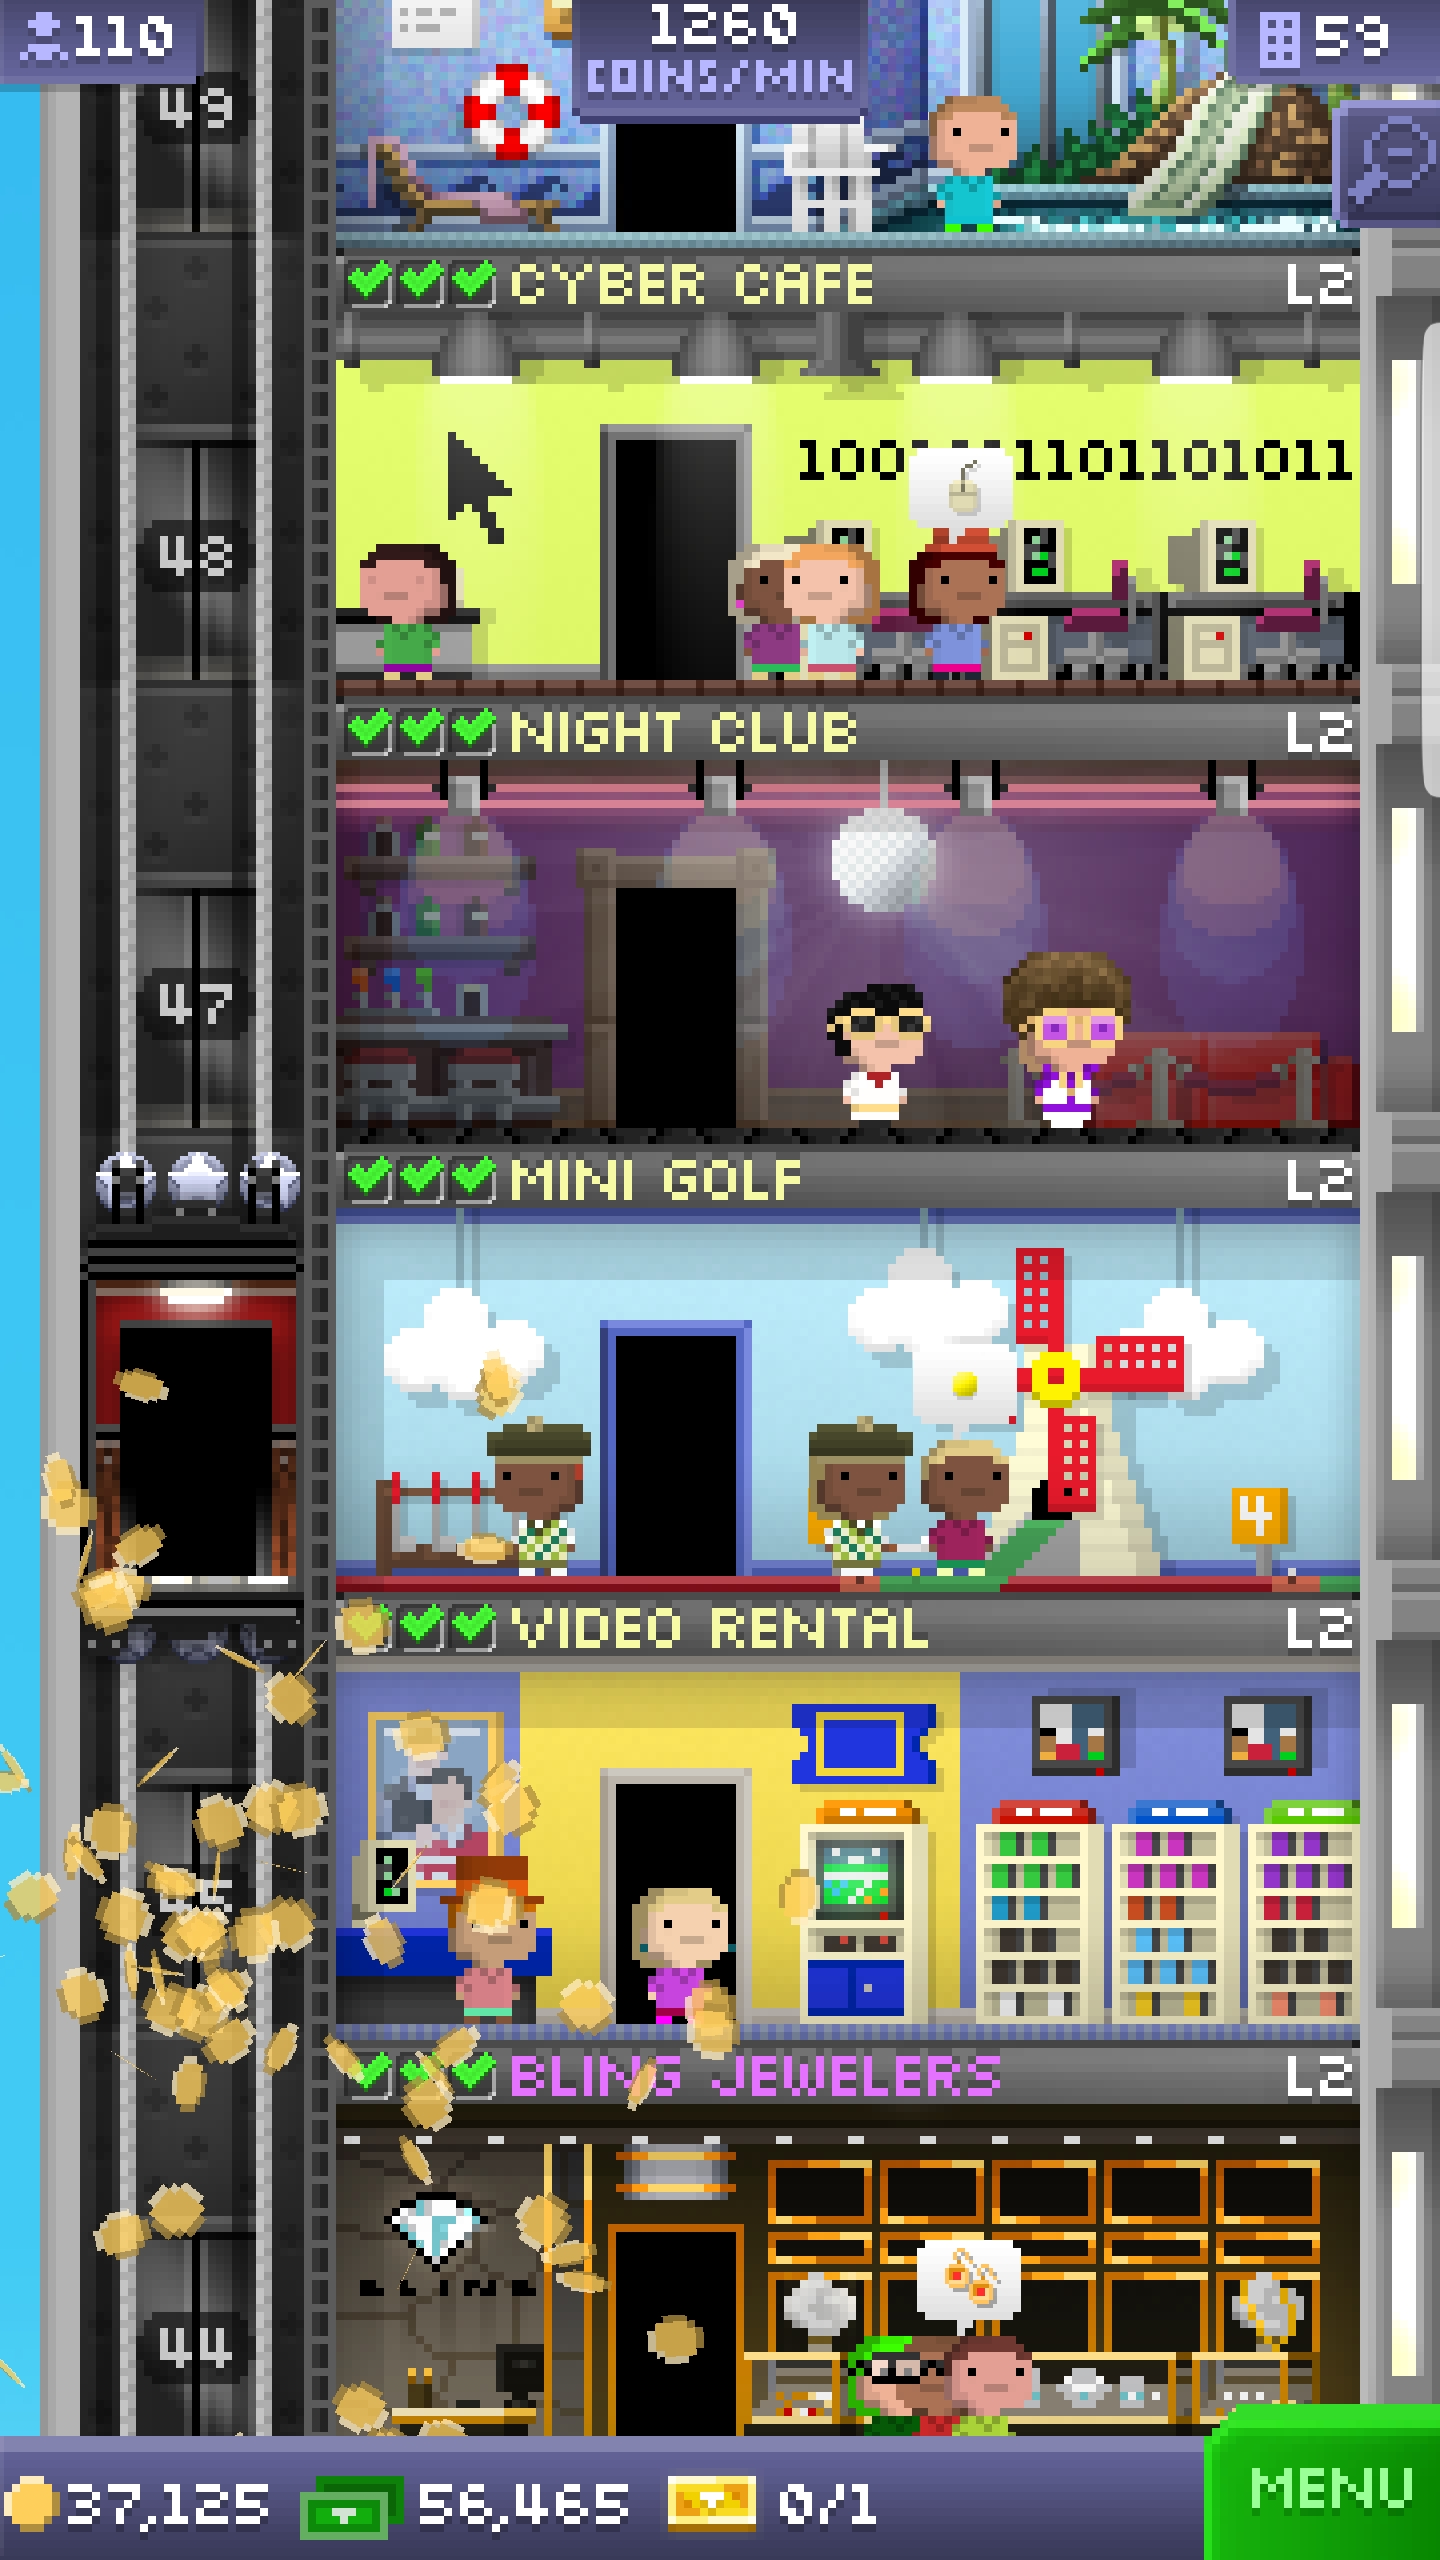 110
1260
COINS/MIN
59
49
CYBER CAFE L2
100 1101101011
48
NIGHT CLUB L2
47
MINI GOLF L2
4
VIDEO RENTAL L2
BLING JEWELERS L2
BLING
44
37,125 56,465 0/1
MENU